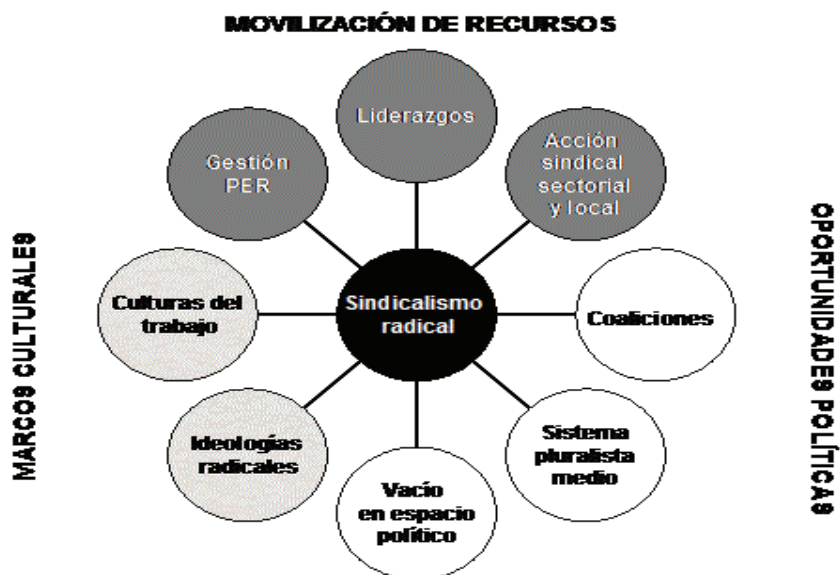 MOVILIZACIÓN DE RECURSOS
Liderazgos
Gestión
PER
Acción
sindical
sectorial
y local
MARCOS CULTURALES
OPORTUNIDADES POLÍTICAS
Culturas del
trabajo
Sindicalismo
radical
Coaliciones
Ideologías
radicales
Sistema
pluralista
medio
Vacío
en espacio
político